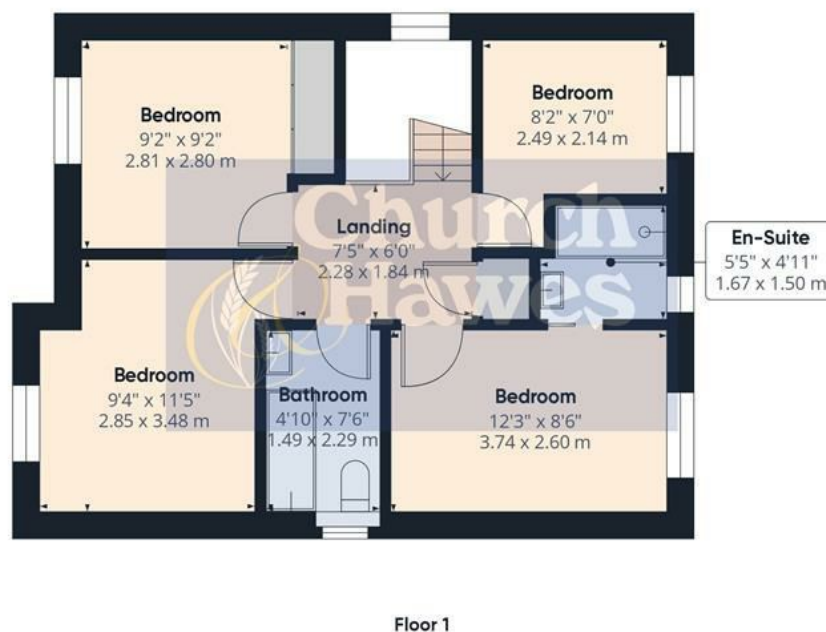 Bedroom
9'2" x 9'2"
2.81 x 2.80 m
Bedroom
8'2" x 7'0"
2.49 x 2.14 m
Church
& Hawes
Landing
7'5" x 6'0"
2.28 x 1.84 m
En-Suite
5'5" x 4'11"
1.67 x 1.50 m
Bedroom
9'4" x 11'5"
2.85 x 3.48 m
Bathroom
4'10" x 7'6"
1.49 x 2.29 m
Bedroom
12'3" x 8'6"
3.74 x 2.60 m
Floor 1